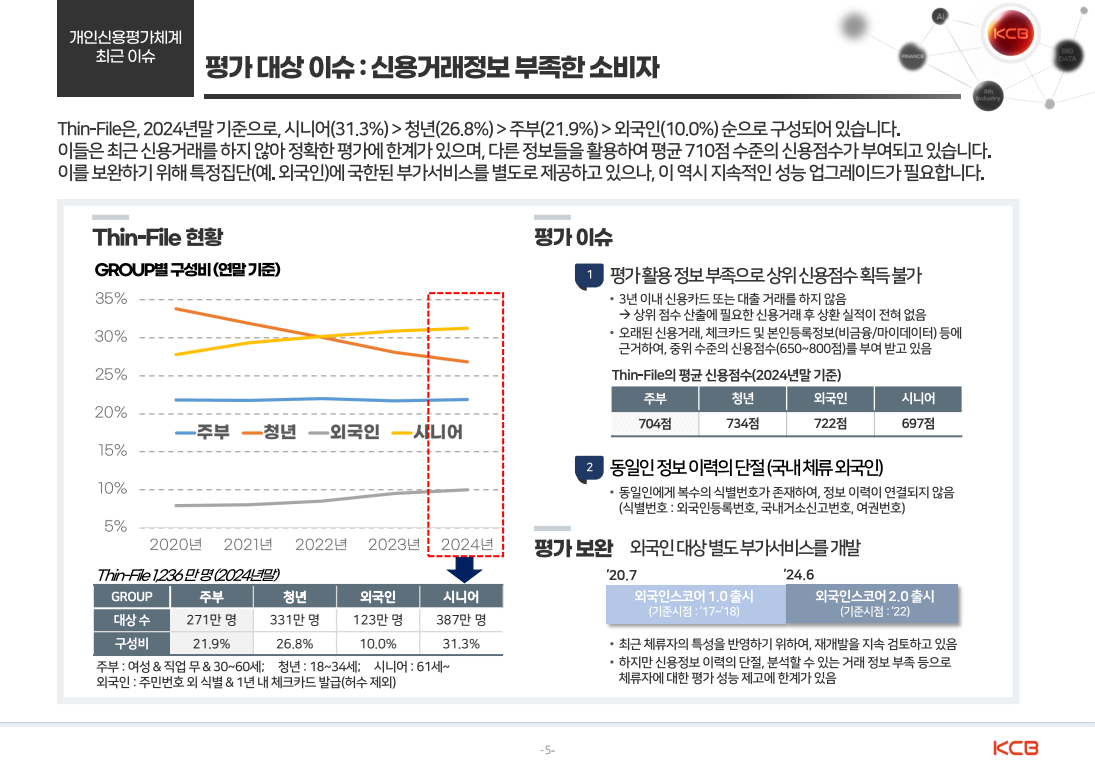 개인신용평가체계
최근 이슈
평가 대상 이슈 : 신용거래정보 부족한 소비자
AI
KCB
FINANCE
BIG
DATA
4th
Industry
Thin-File은, 2024년말 기준으로, 시니어(31.3%) > 청년(26.8%) > 주부(21.9%) > 외국인(10.0%) 순으로 구성되어 있습니다.
이들은 최근 신용거래를 하지 않아 정확한 평가에 한계가 있으며, 다른 정보들을 활용하여 평균 710점 수준의 신용점수가 부여되고 있습니다.
이를 보완하기 위해 특정집단(예. 외국인)에 국한된 부가서비스를 별도로 제공하고 있으나, 이 역시 지속적인 성능 업그레이드가 필요합니다.
Thin-File 현황
GROUP별 구성비 (연말 기준)
35%
30%
25%
20%
주부 청년 외국인 시니어
15%
10%
5%
2020년 2021년 2022년 2023년 2024년
Thin-File 1,236만 명 (2024년말)
GROUP 주부 청년 외국인 시니어
대상 수 271만 명 331만 명 123만 명 387만 명
구성비 21.9% 26.8% 10.0% 31.3%
주부 : 여성 & 직업 무 & 30~60세; 청년 : 18~34세; 시니어 : 61세~
외국인 : 주민번호 외 식별 & 1년 내 체크카드 발급(허수 제외)
평가 이슈
1 평가 활용 정보 부족으로 상위 신용점수 획득 불가
• 3년 이내 신용카드 또는 대출 거래를 하지 않음
→ 상위 점수 산출에 필요한 신용거래 후 상환 실적이 전혀 없음
• 오래된 신용거래, 체크카드 및 본인등록정보(비금융/마이데이터) 등에
근거하여, 중위 수준의 신용점수(650~800점)를 부여 받고 있음
Thin-File의 평균 신용점수(2024년말 기준)
주부 청년 외국인 시니어
704점 734점 722점 697점
2 동일인 정보 이력의 단절 (국내 체류 외국인)
• 동일인에게 복수의 식별번호가 존재하여, 정보 이력이 연결되지 않음
(식별번호 : 외국인등록번호, 국내거소신고번호, 여권번호)
평가 보완 외국인 대상 별도 부가서비스를 개발
’20.7 ’24.6
외국인스코어 1.0 출시 외국인스코어 2.0 출시
(기준시점 : ’17~’18) (기준시점 : ’22)
• 최근 체류자의 특성을 반영하기 위하여, 재개발을 지속 검토하고 있음
• 하지만 신용정보 이력의 단절, 분석할 수 있는 거래 정보 부족 등으로
체류자에 대한 평가 성능 제고에 한계가 있음
-5-
KCB